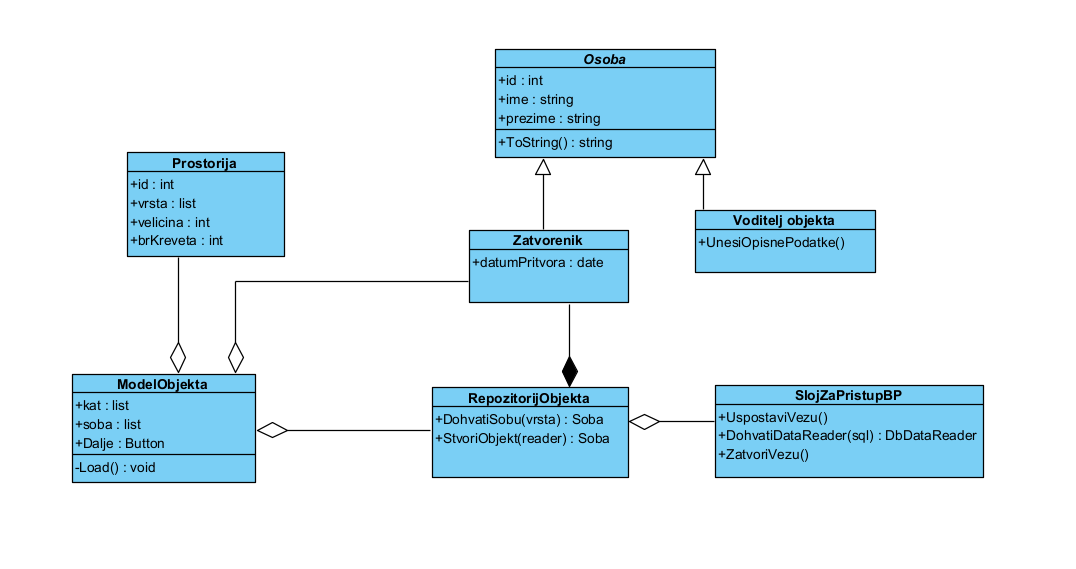 Osoba
+id : int
+ime : string
+prezime : string
+ToString() : string
Prostorija
+id : int
+vrsta : list
+velicina : int
+brKreveta : int
Voditelj objekta
+UnesiOpisnePodatke()
Zatvorenik
+datumPritvora : date
ModelObjekta
+kat : list
+soba : list
+Dalje : Button
-Load() : void
RepozitorijObjekta
+DohvatiSobu(vrsta) : Soba
+StvoriObjekt(reader) : Soba
SlojZaPristupBP
+UspostaviVezu()
+DohvatiDataReader(sql) : DbDataReader
+ZatvoriVezu()